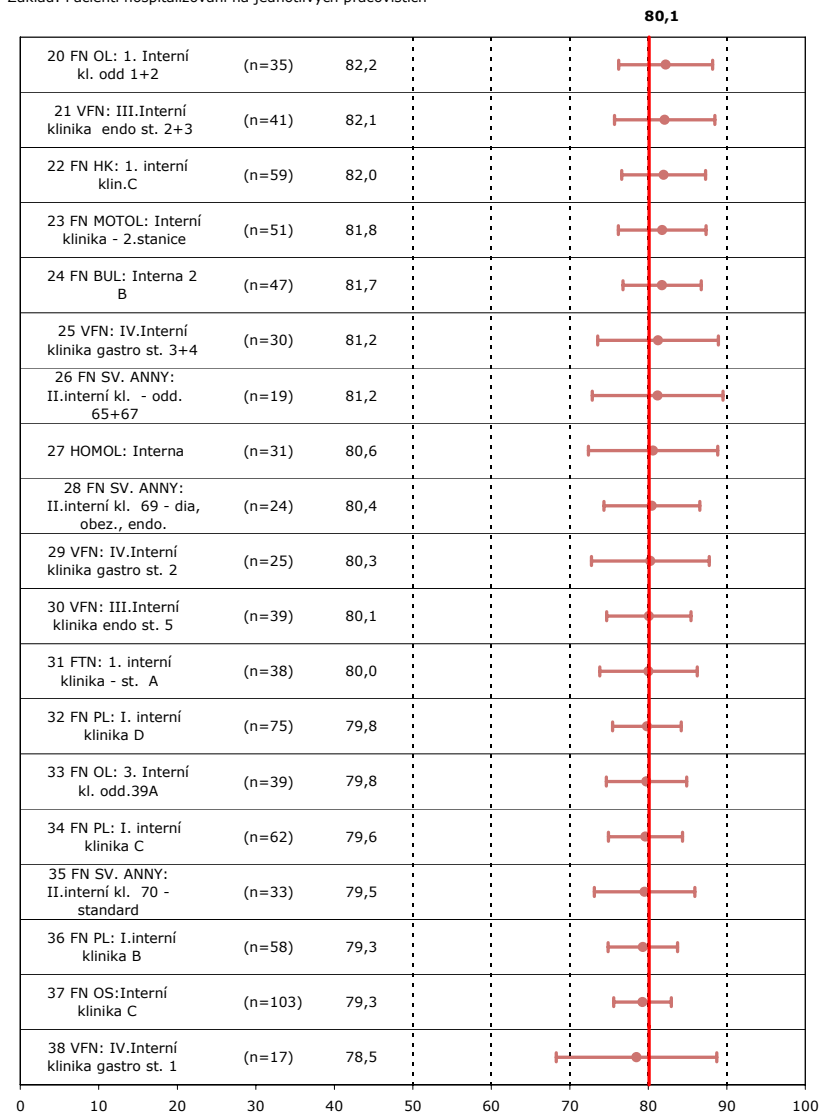 Základ: Pacienti hospitalizovaní na jednotlivých pracovištích
80,1
20 FN OL: 1. Interní
kl. odd 1+2
(n=35) 82,2
21 VFN: III.Interní
klinika endo st. 2+3
(n=41) 82,1
22 FN HK: 1. interní
klin.C
(n=59) 82,0
23 FN MOTOL: Interní
klinika - 2.stanice
(n=51) 81,8
24 FN BUL: Interna 2
B
(n=47) 81,7
25 VFN: IV.Interní
klinika gastro st. 3+4
(n=30) 81,2
26 FN SV. ANNY:
II.interní kl. - odd.
65+67
(n=19) 81,2
27 HOMOL: Interna
(n=31) 80,6
28 FN SV. ANNY:
II.interní kl. 69 - dia,
obez., endo.
(n=24) 80,4
29 VFN: IV.Interní
klinika gastro st. 2
(n=25) 80,3
30 VFN: III.Interní
klinika endo st. 5
(n=39) 80,1
31 FTN: 1. interní
klinika - st. A
(n=38) 80,0
32 FN PL: I. interní
klinika D
(n=75) 79,8
33 FN OL: 3. Interní
kl. odd.39A
(n=39) 79,8
34 FN PL: I. interní
klinika C
(n=62) 79,6
35 FN SV. ANNY:
II.interní kl. 70 -
standard
(n=33) 79,5
36 FN PL: I.interní
klinika B
(n=58) 79,3
37 FN OS:Interní
klinika C
(n=103) 79,3
38 VFN: IV.Interní
klinika gastro st. 1
(n=17) 78,5
0 10 20 30 40 50 60 70 80 90 100